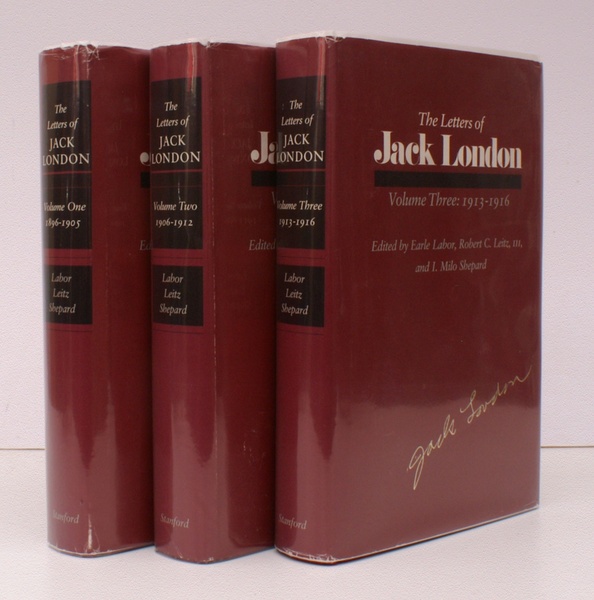 The
Letters of
JACK
LONDON
Volume One
1896-1905
Labor
Leitz
Shepard
Stanford
The
Letters of
JACK
LONDON
Volume Two
1906-1912
Labor
Leitz
Shepard
Stanford
The
Letters of
JACK
LONDON
Volume Three
1913-1916
Labor
Leitz
Shepard
Stanford
Ja
Edited
The Letters of
Jack London
Volume Three: 1913-1916
Edited by Earle Labor, Robert C. Leitz, III,
and I. Milo Shepard
Jack London